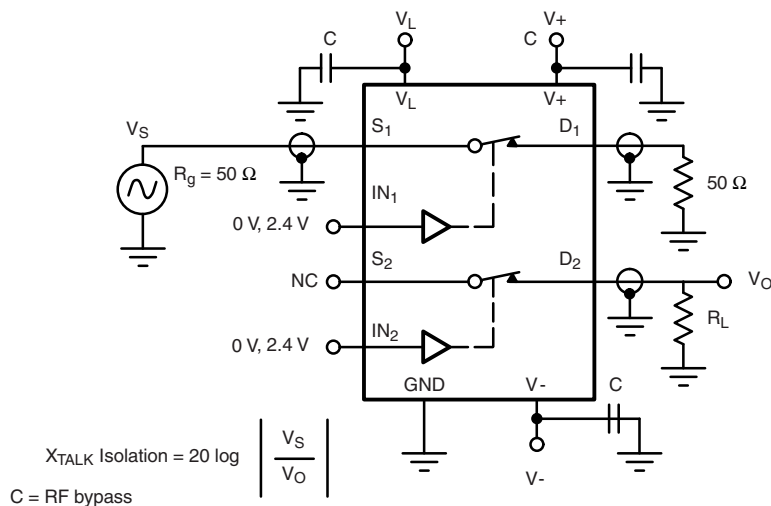 V_L
V+
C
C
V_L
V+
V_S
S_1
D_1
R_g = 50 Ω
50 Ω
IN_1
0 V, 2.4 V
S_2
D_2
NC
V_O
R_L
IN_2
0 V, 2.4 V
GND
V-
C
V-
X_TALK Isolation = 20 log | V_S / V_O |
C = RF bypass